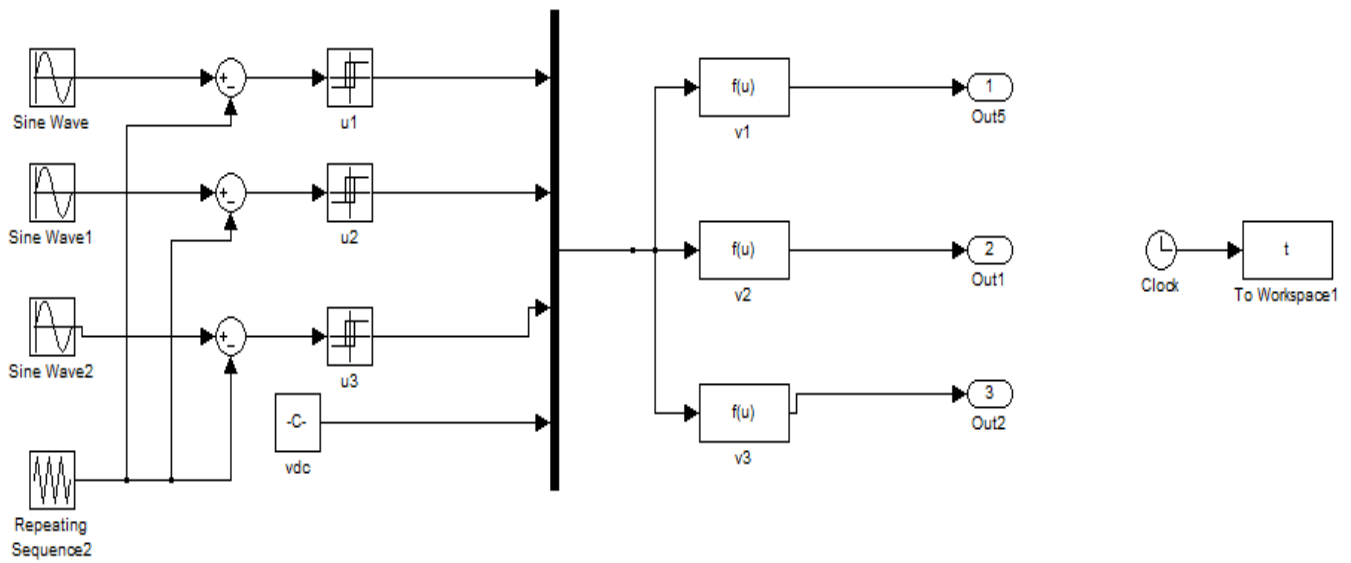 Sine Wave
u1
f(u)
v1
1
Out5
Sine Wave1
u2
f(u)
v2
2
Out1
Clock
t
To Workspace1
Sine Wave2
u3
-C-
vdc
f(u)
v3
3
Out2
Repeating
Sequence2